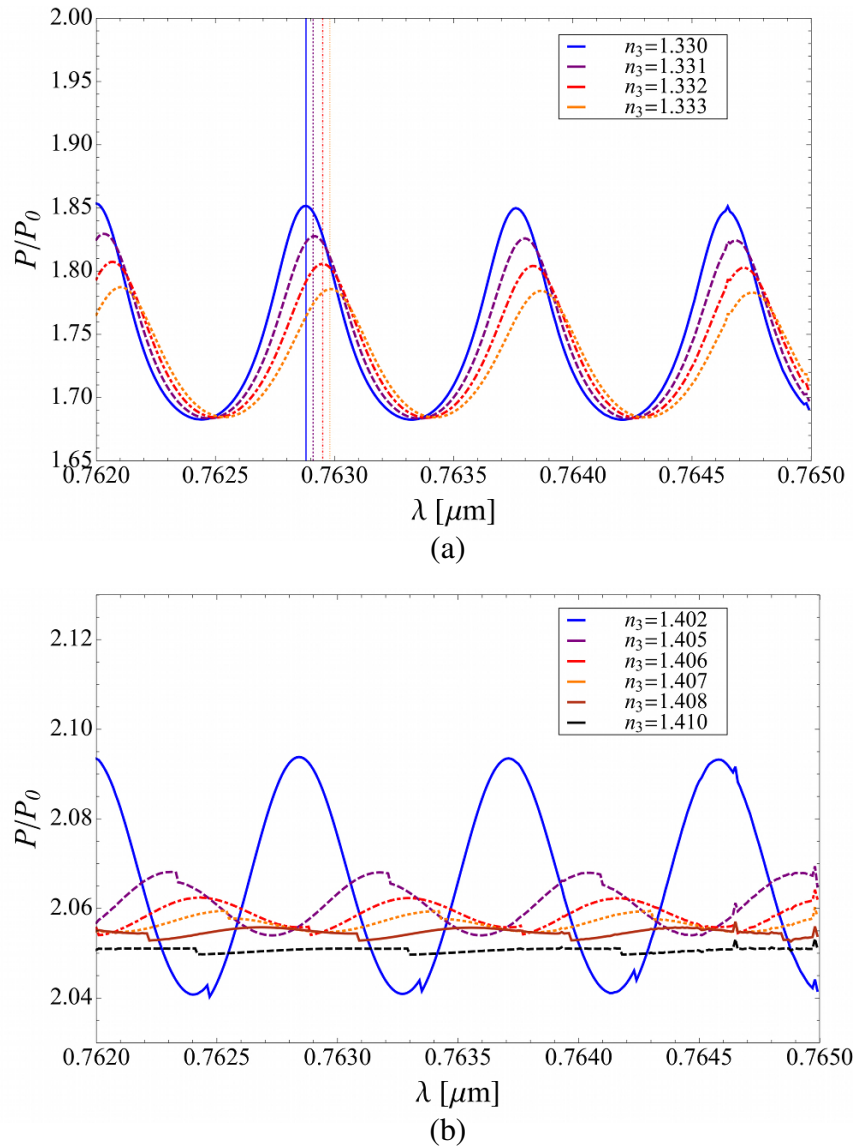 2.00
1.95
1.90
1.85
1.80
1.75
1.70
1.65
P/P₀
n₃=1.330
n₃=1.331
n₃=1.332
n₃=1.333
0.7620 0.7625 0.7630 0.7635 0.7640 0.7645 0.7650
λ [μm]
(a)
2.12
2.10
2.08
2.06
2.04
P/P₀
n₃=1.402
n₃=1.405
n₃=1.406
n₃=1.407
n₃=1.408
n₃=1.410
0.7620 0.7625 0.7630 0.7635 0.7640 0.7645 0.7650
λ [μm]
(b)